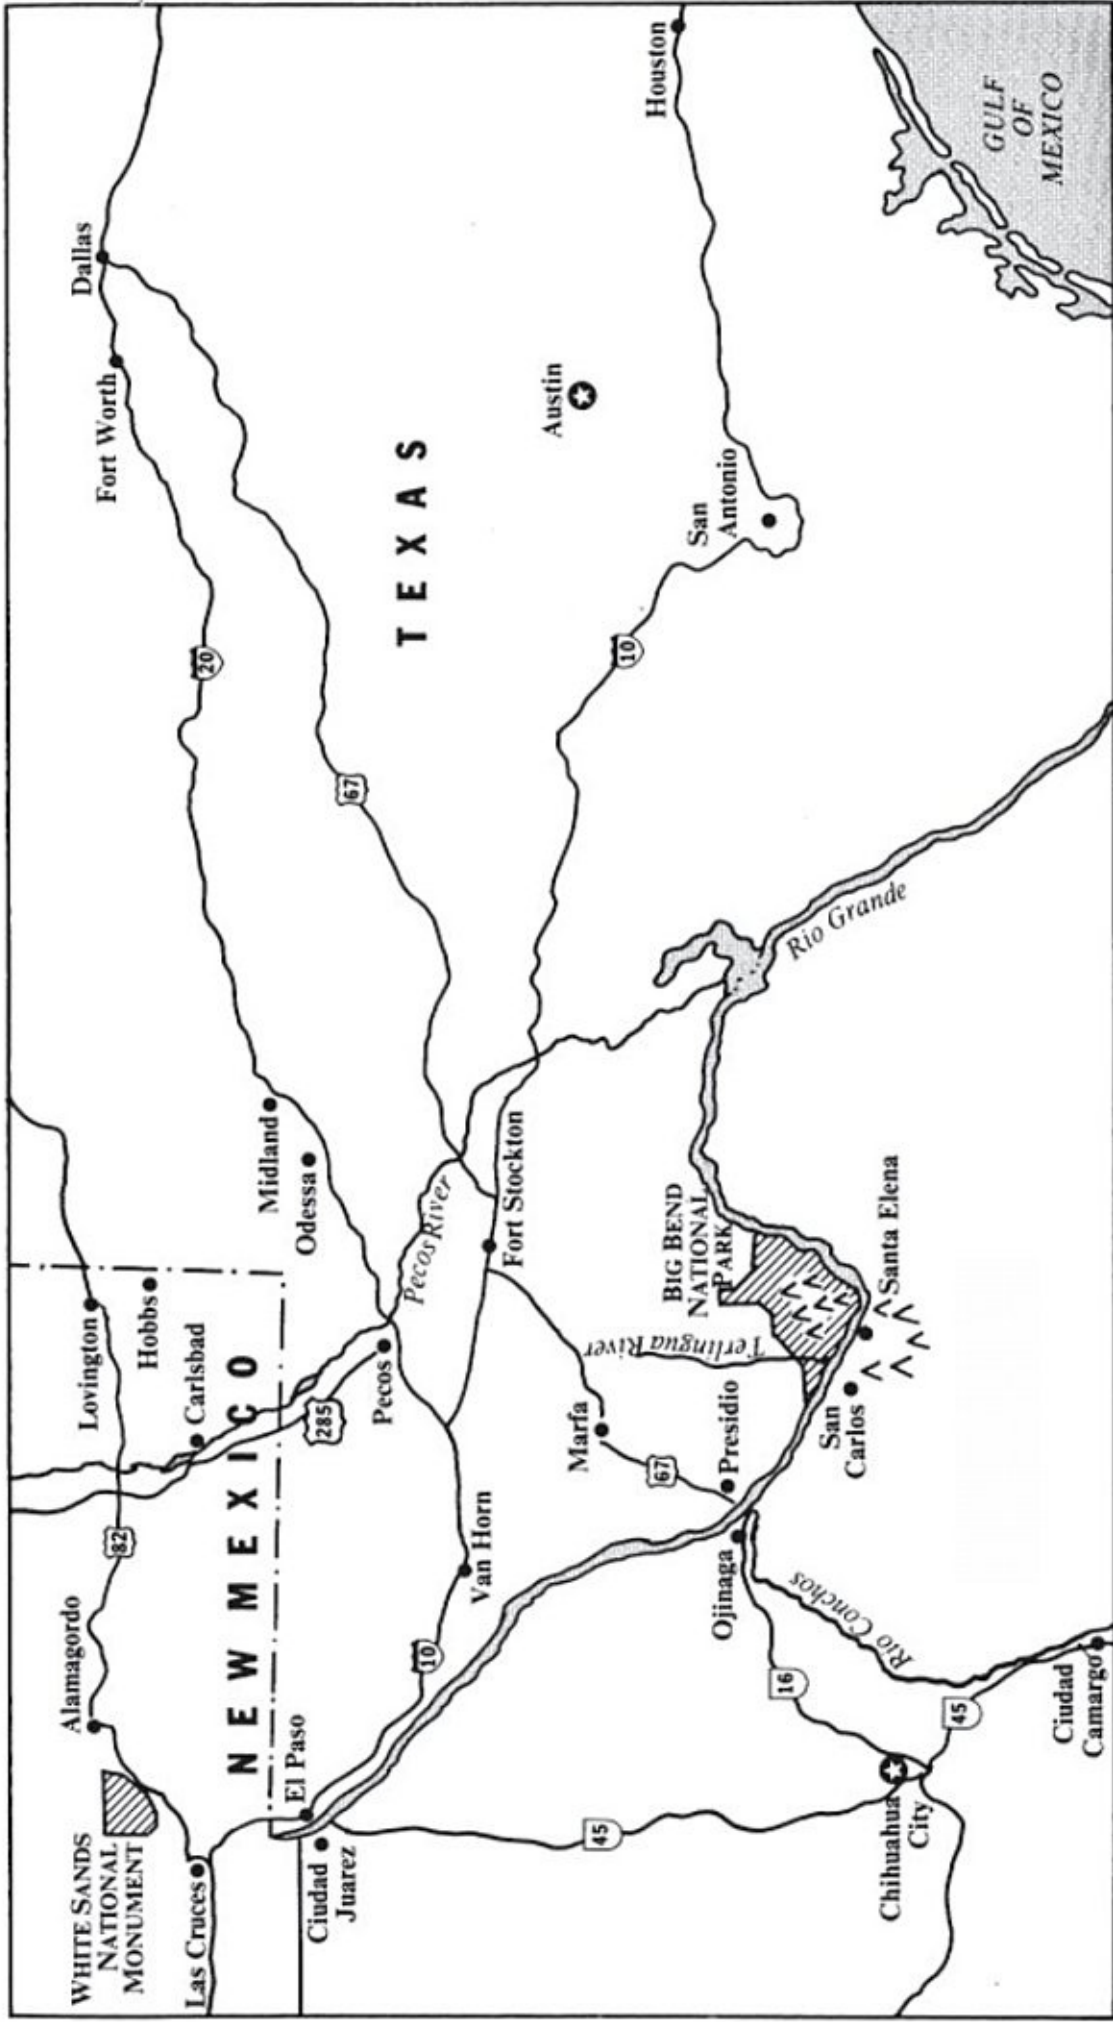 WHITE SANDS
NATIONAL
MONUMENT
Alamagordo
82
Lovington
Hobbs
Carlsbad
Las Cruces
NEW MEXICO
285
El Paso
Ciudad
Juarez
Midland
Odessa
Pecos
Pecos River
Fort Worth
Dallas
20
67
TEXAS
Austin
10
Van Horn
Fort Stockton
10
San
Antonio
Houston
Marfa
67
Presidio
Ojinaga
Terlingua River
BIG BEND
NATIONAL
PARK
Santa Elena
San
Carlos
Rio Grande
GULF
OF
MEXICO
45
16
Rio Conchos
Chihuahua
City
45
Ciudad
Camargo